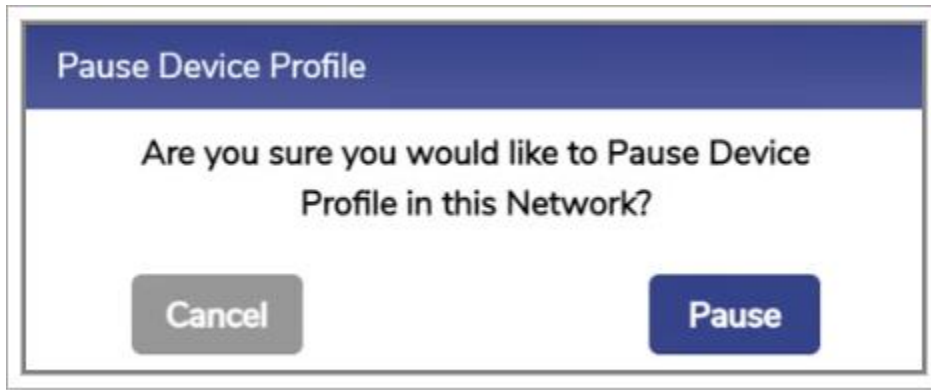 Pause Device Profile
Are you sure you would like to Pause Device
Profile in this Network?
Cancel
Pause